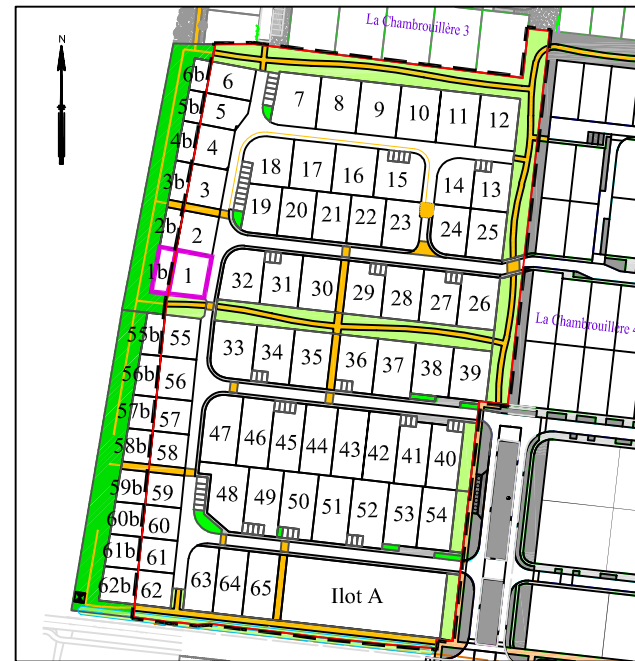 La Chambrouillère 3
N
6b 6
7 8 9 10 11 12
5b 5
4b 4
18 17 16 15 14 13
3b 3
19 20 21 22 23 24 25
2b 2
1b 1
32 31 30 29 28 27 26
La Chambrouillère 4
55b 55
33 34 35 36 37 38 39
56b 56
57b 57
47 46 45 44 43 42 41 40
58b 58
59b 59
48 49 50 51 52 53 54
60b 60
61b 61
62b 62
63 64 65
Ilot A